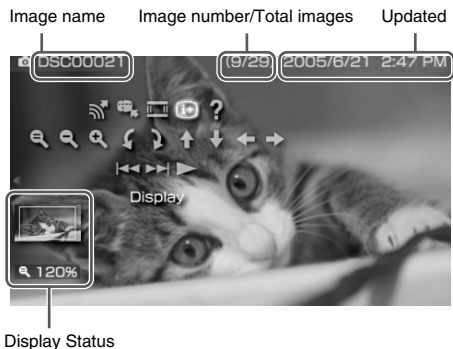 Image name Image number/Total images Updated
DSC00021 (9/29) 2005/6/21 2:47 PM
i+ ?
Display
120%
Display Status